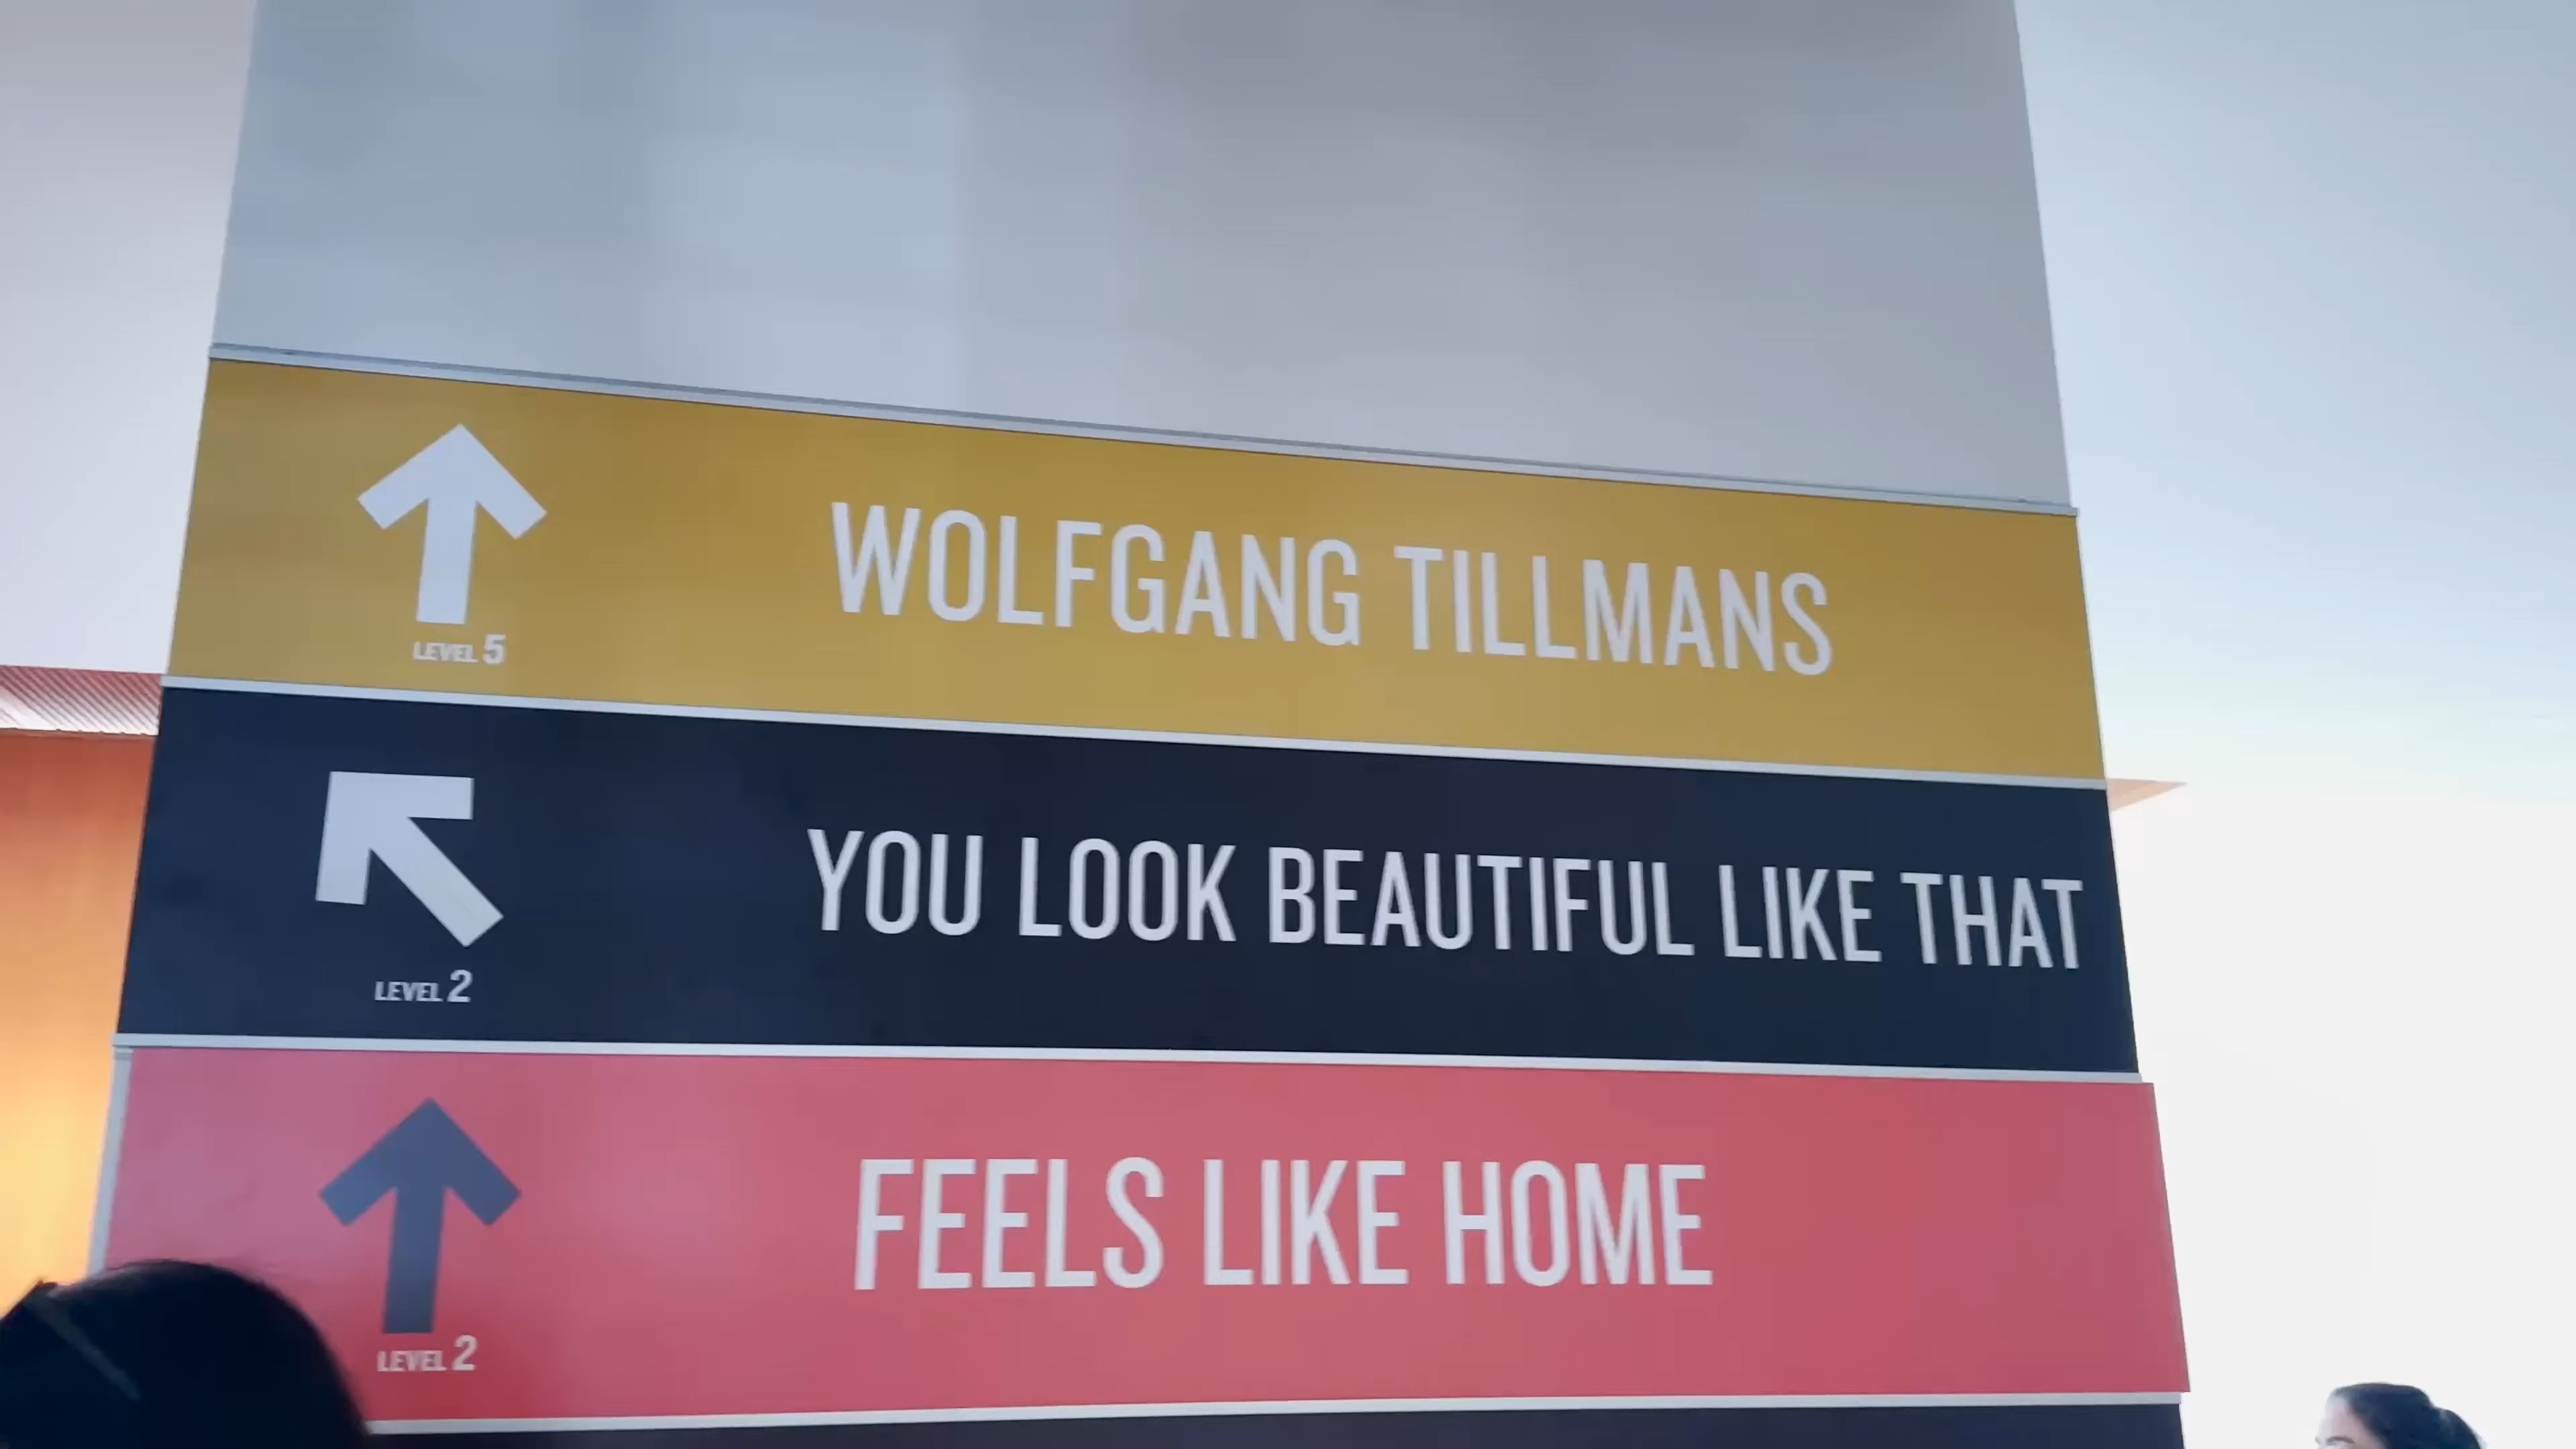 WOLFGANG TILLMANS
LEVEL 5
YOU LOOK BEAUTIFUL LIKE THAT
LEVEL 2
FEELS LIKE HOME
LEVEL 2